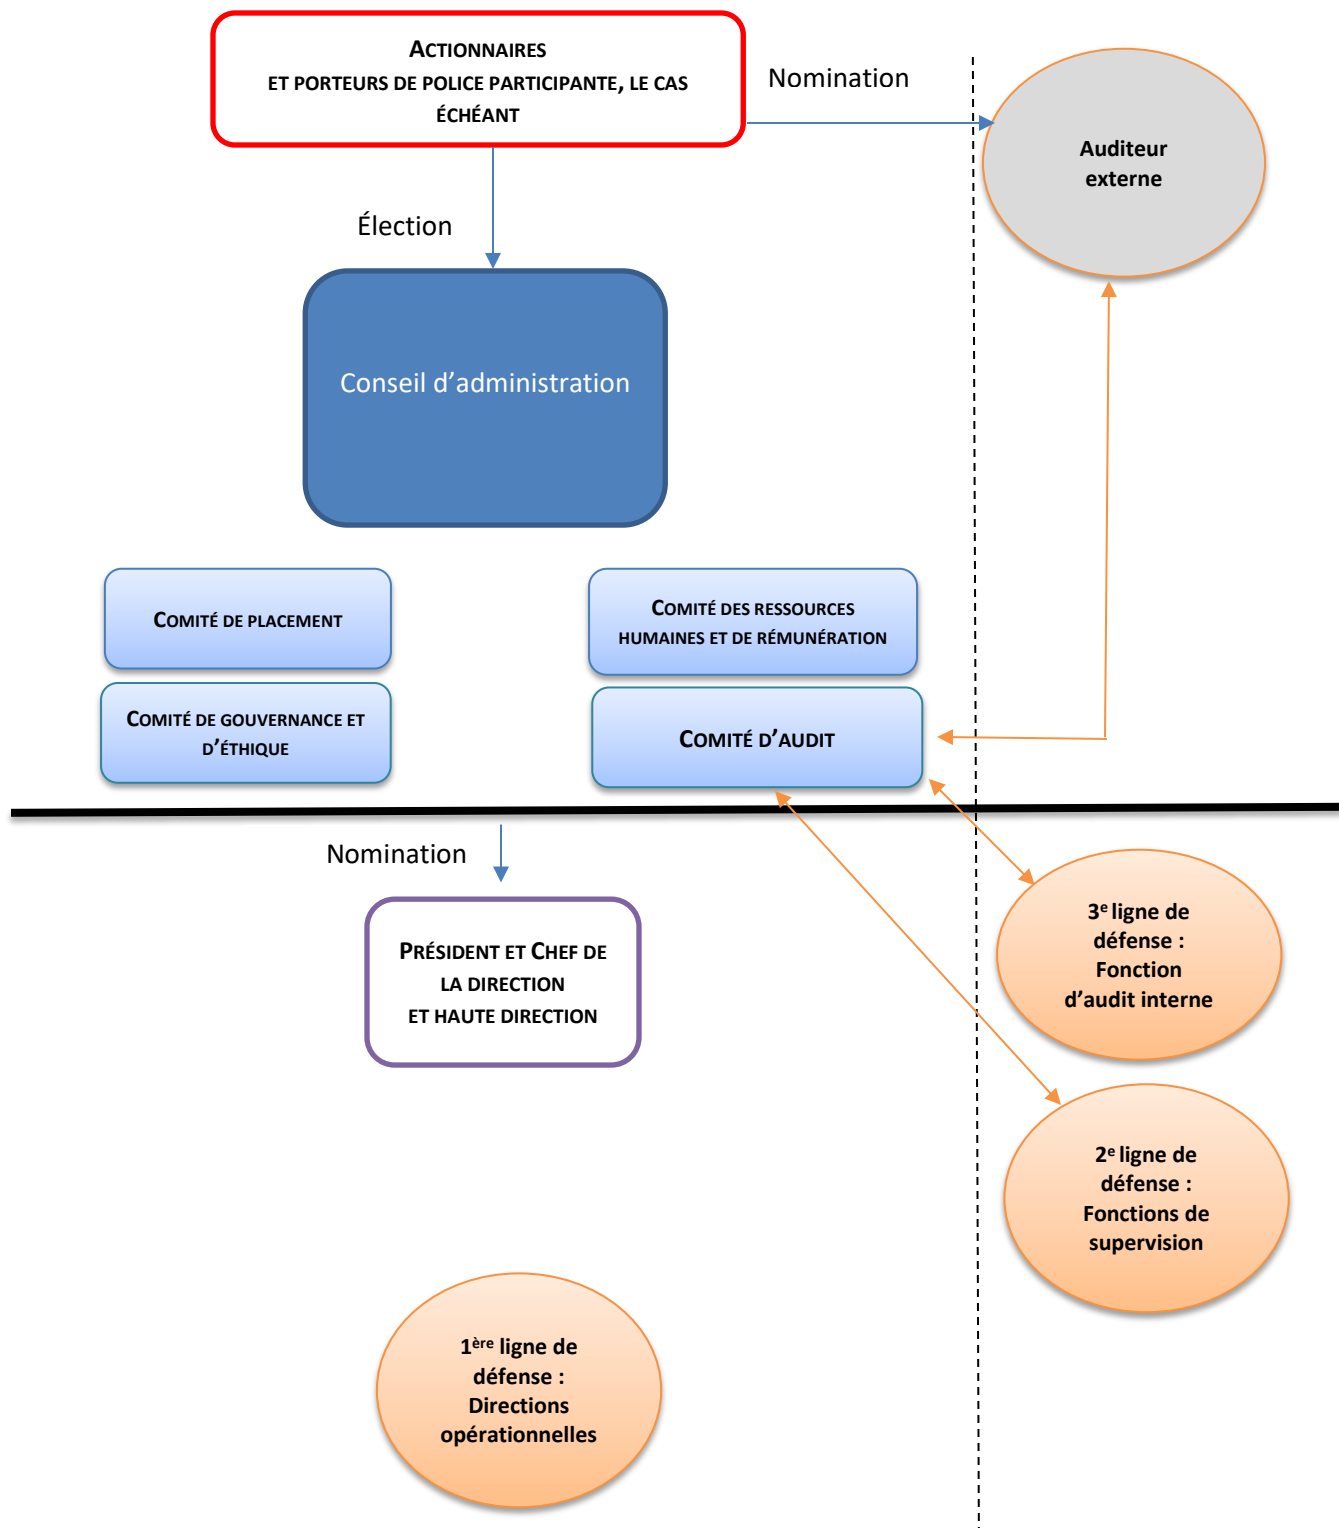 ACTIONNAIRES
ET PORTEURS DE POLICE PARTICIPANTE, LE CAS
ÉCHÉANT
Nomination
Auditeur
externe
Élection
Conseil d’administration
COMITÉ DE PLACEMENT
COMITÉ DES RESSOURCES
HUMAINES ET DE RÉMUNÉRATION
COMITÉ DE GOUVERNANCE ET
D’ÉTHIQUE
COMITÉ D’AUDIT
Nomination
PRÉSIDENT ET CHEF DE
LA DIRECTION
ET HAUTE DIRECTION
3e ligne de
défense :
Fonction
d’audit interne
2e ligne de
défense :
Fonctions de
supervision
1ère ligne de
défense :
Directions
opérationnelles